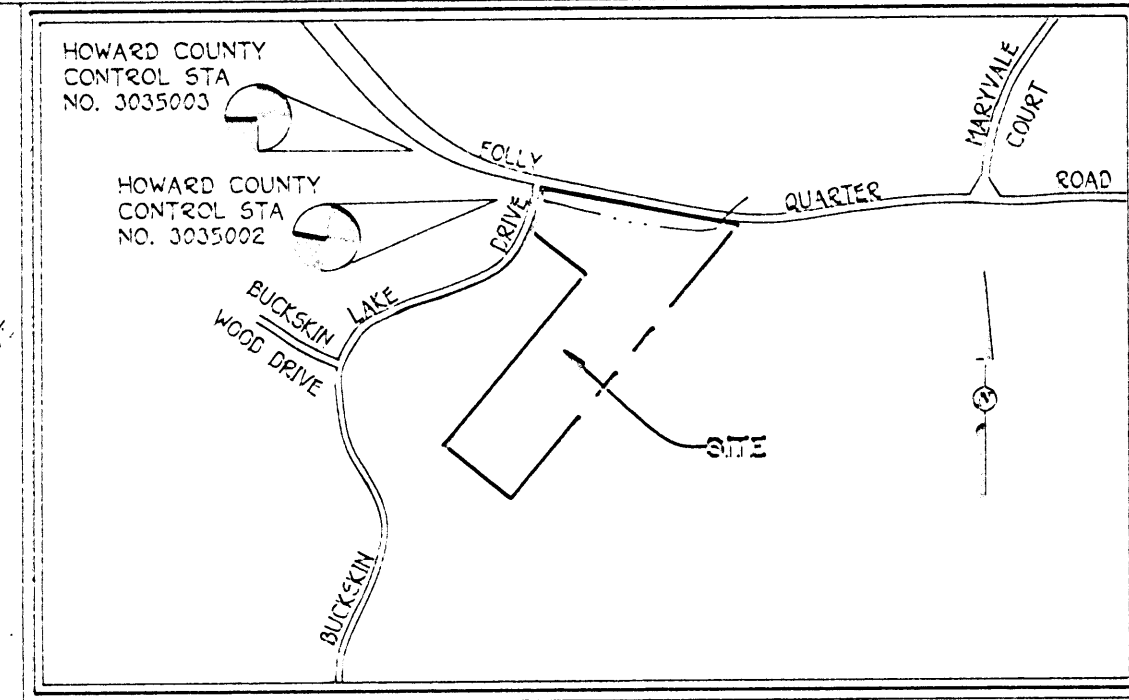 HOWARD COUNTY
CONTROL STA
NO. 3035003
MARYVALE
COURT
FOLLY
QUARTER
ROAD
HOWARD COUNTY
CONTROL STA
NO. 3035002
DRIVE
LAKE
BUCKSKIN
BUCKSKIN
WOOD DRIVE
SITE
N